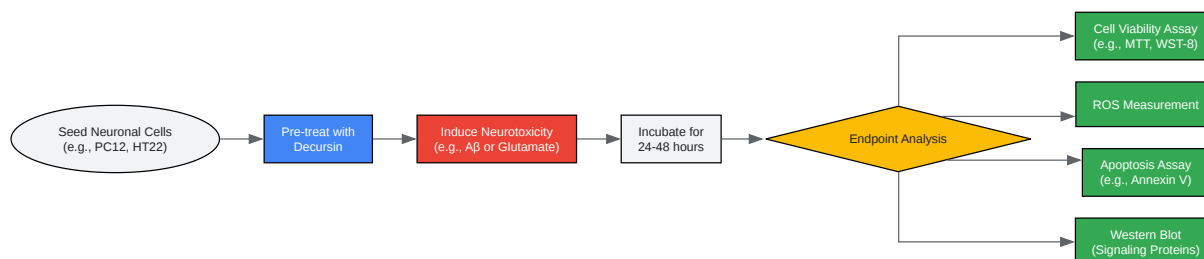 Seed Neuronal Cells
(e.g., PC12, HT22)
Pre-treat with
Decursin
Induce Neurotoxicity
(e.g., Aβ or Glutamate)
Incubate for
24-48 hours
Endpoint Analysis
Cell Viability Assay
(e.g., MTT, WST-8)
ROS Measurement
Apoptosis Assay
(e.g., Annexin V)
Western Blot
(Signaling Proteins)